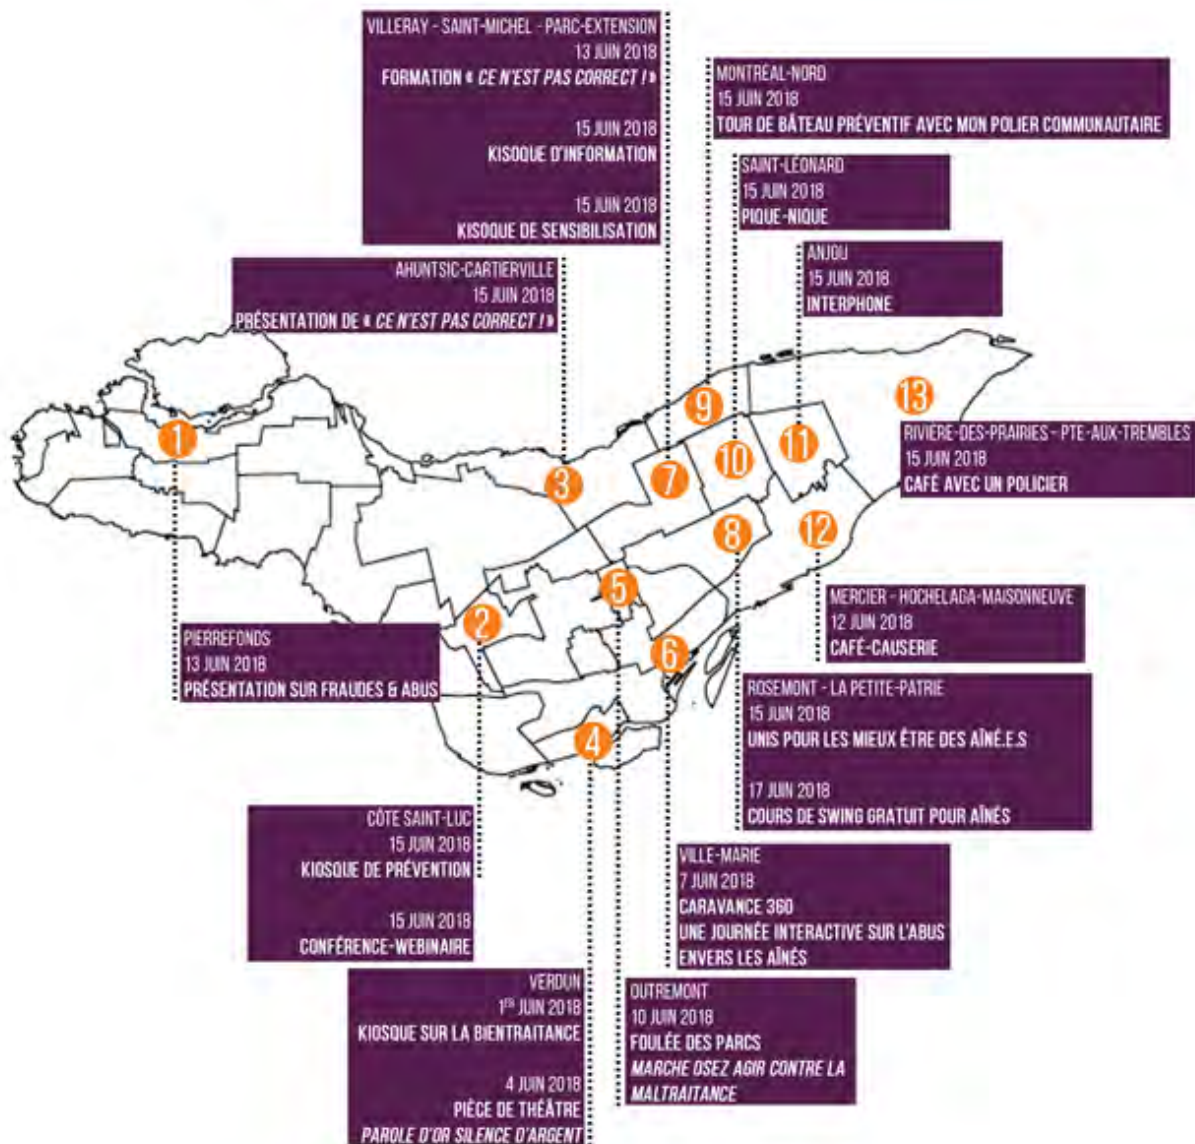 VILLERAY - SAINT-MICHEL - PARC-EXTENSION
13 JUIN 2018
FORMATION « CE N'EST PAS CORRECT ! »
15 JUIN 2018
KISOQUE D'INFORMATION
15 JUIN 2018
KISOQUE DE SENSIBILISATION
MONTRÉAL-NORD
15 JUIN 2018
TOUR DE BÂTEAU PRÉVENTIF AVEC MON POLIER COMMUNAUTAIRE
SAINT-LÉONARD
15 JUIN 2018
PIQUE-NIQUE
ANJOU
15 JUIN 2018
INTERPHONE
AHUNTSIC-CARTIERVILLE
15 JUIN 2018
PRÉSENTATION DE « CE N'EST PAS CORRECT ! »
1
2
3
4
5
6
7
8
9
10
11
12
13
RIVIÈRE-DES-PRAIRIES - PTE-AUX-TREMBLES
15 JUIN 2018
CAFÉ AVEC UN POLICIER
MERCIER - HOCHELAGA-MAISONNEUVE
12 JUIN 2018
CAFÉ-CAUSERIE
PIERREFONDS
13 JUIN 2018
PRÉSENTATION SUR FRAUDES & ABUS
ROSEMONT - LA PETITE-PATRIE
15 JUIN 2018
UNIS POUR LES MIEUX ÊTRE DES AÎNÉ.E.S
17 JUIN 2018
COURS DE SWING GRATUIT POUR AÎNÉS
CÔTE SAINT-LUC
15 JUIN 2018
KIOSQUE DE PRÉVENTION
15 JUIN 2018
CONFÉRENCE-WEBINAIRE
VILLE-MARIE
7 JUIN 2018
CARAVANCE 360
UNE JOURNÉE INTERACTIVE SUR L'ABUS
ENVERS LES AÎNÉS
VERDUN
1ER JUIN 2018
KIOSQUE SUR LA BIENTRAITANCE
4 JUIN 2018
PIÈCE DE THÉÂTRE
PAROLE D'OR SILENCE D'ARGENT
OUTREMONT
10 JUIN 2018
FOULÉE DES PARCS
MARCHE OSEZ AGIR CONTRE LA
MALTRAITANCE